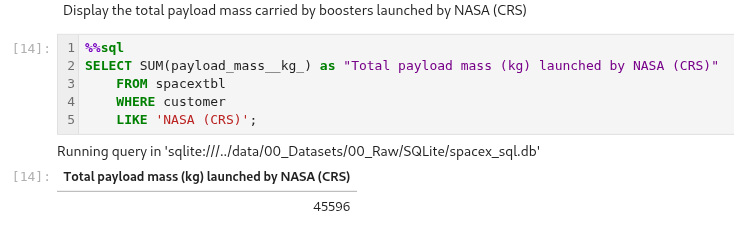 Display the total payload mass carried by boosters launched by NASA (CRS)
[14]: 1 %%sql
2 SELECT SUM(payload_mass__kg_) as "Total payload mass (kg) launched by NASA (CRS)"
3     FROM spacextbl
4     WHERE customer
5     LIKE 'NASA (CRS)';
Running query in 'sqlite:///../data/00_Datasets/00_Raw/SQLite/spacex_sql.db'
[14]: Total payload mass (kg) launched by NASA (CRS)
45596